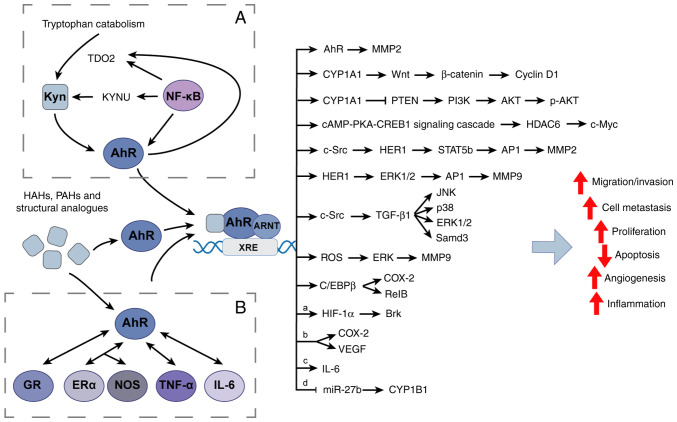 A
Tryptophan catabolism
TDO2
Kyn
KYNU
NF-κB
AhR
HAHs, PAHs and
structural analogues
AhR
AhR
ARNT
XRE
B
AhR
GR
ERα
NOS
TNF-α
IL-6
AhR MMP2
CYP1A1 Wnt β-catenin Cyclin D1
CYP1A1 PTEN PI3K AKT p-AKT
cAMP-PKA-CREB1 signaling cascade HDAC6 c-Myc
c-Src HER1 STAT5b AP1 MMP2
HER1 ERK1/2 AP1 MMP9
c-Src TGF-β1
JNK
p38
ERK1/2
Samd3
ROS ERK MMP9
C/EBPβ
COX-2
RelB
a
HIF-1α Brk
b
COX-2
VEGF
c
IL-6
d
miR-27b CYP1B1
Migration/invasion
Cell metastasis
Proliferation
Apoptosis
Angiogenesis
Inflammation